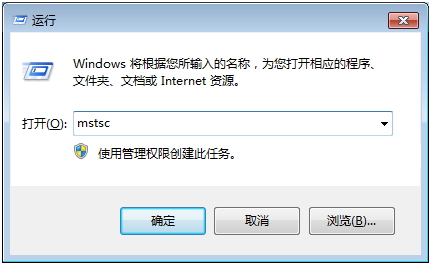 运行
Windows 将根据您所输入的名称，为您打开相应的程序、
文件夹、文档或 Internet 资源。
打开(O): mstsc
使用管理权限创建此任务。
确定 取消 浏览(B)...